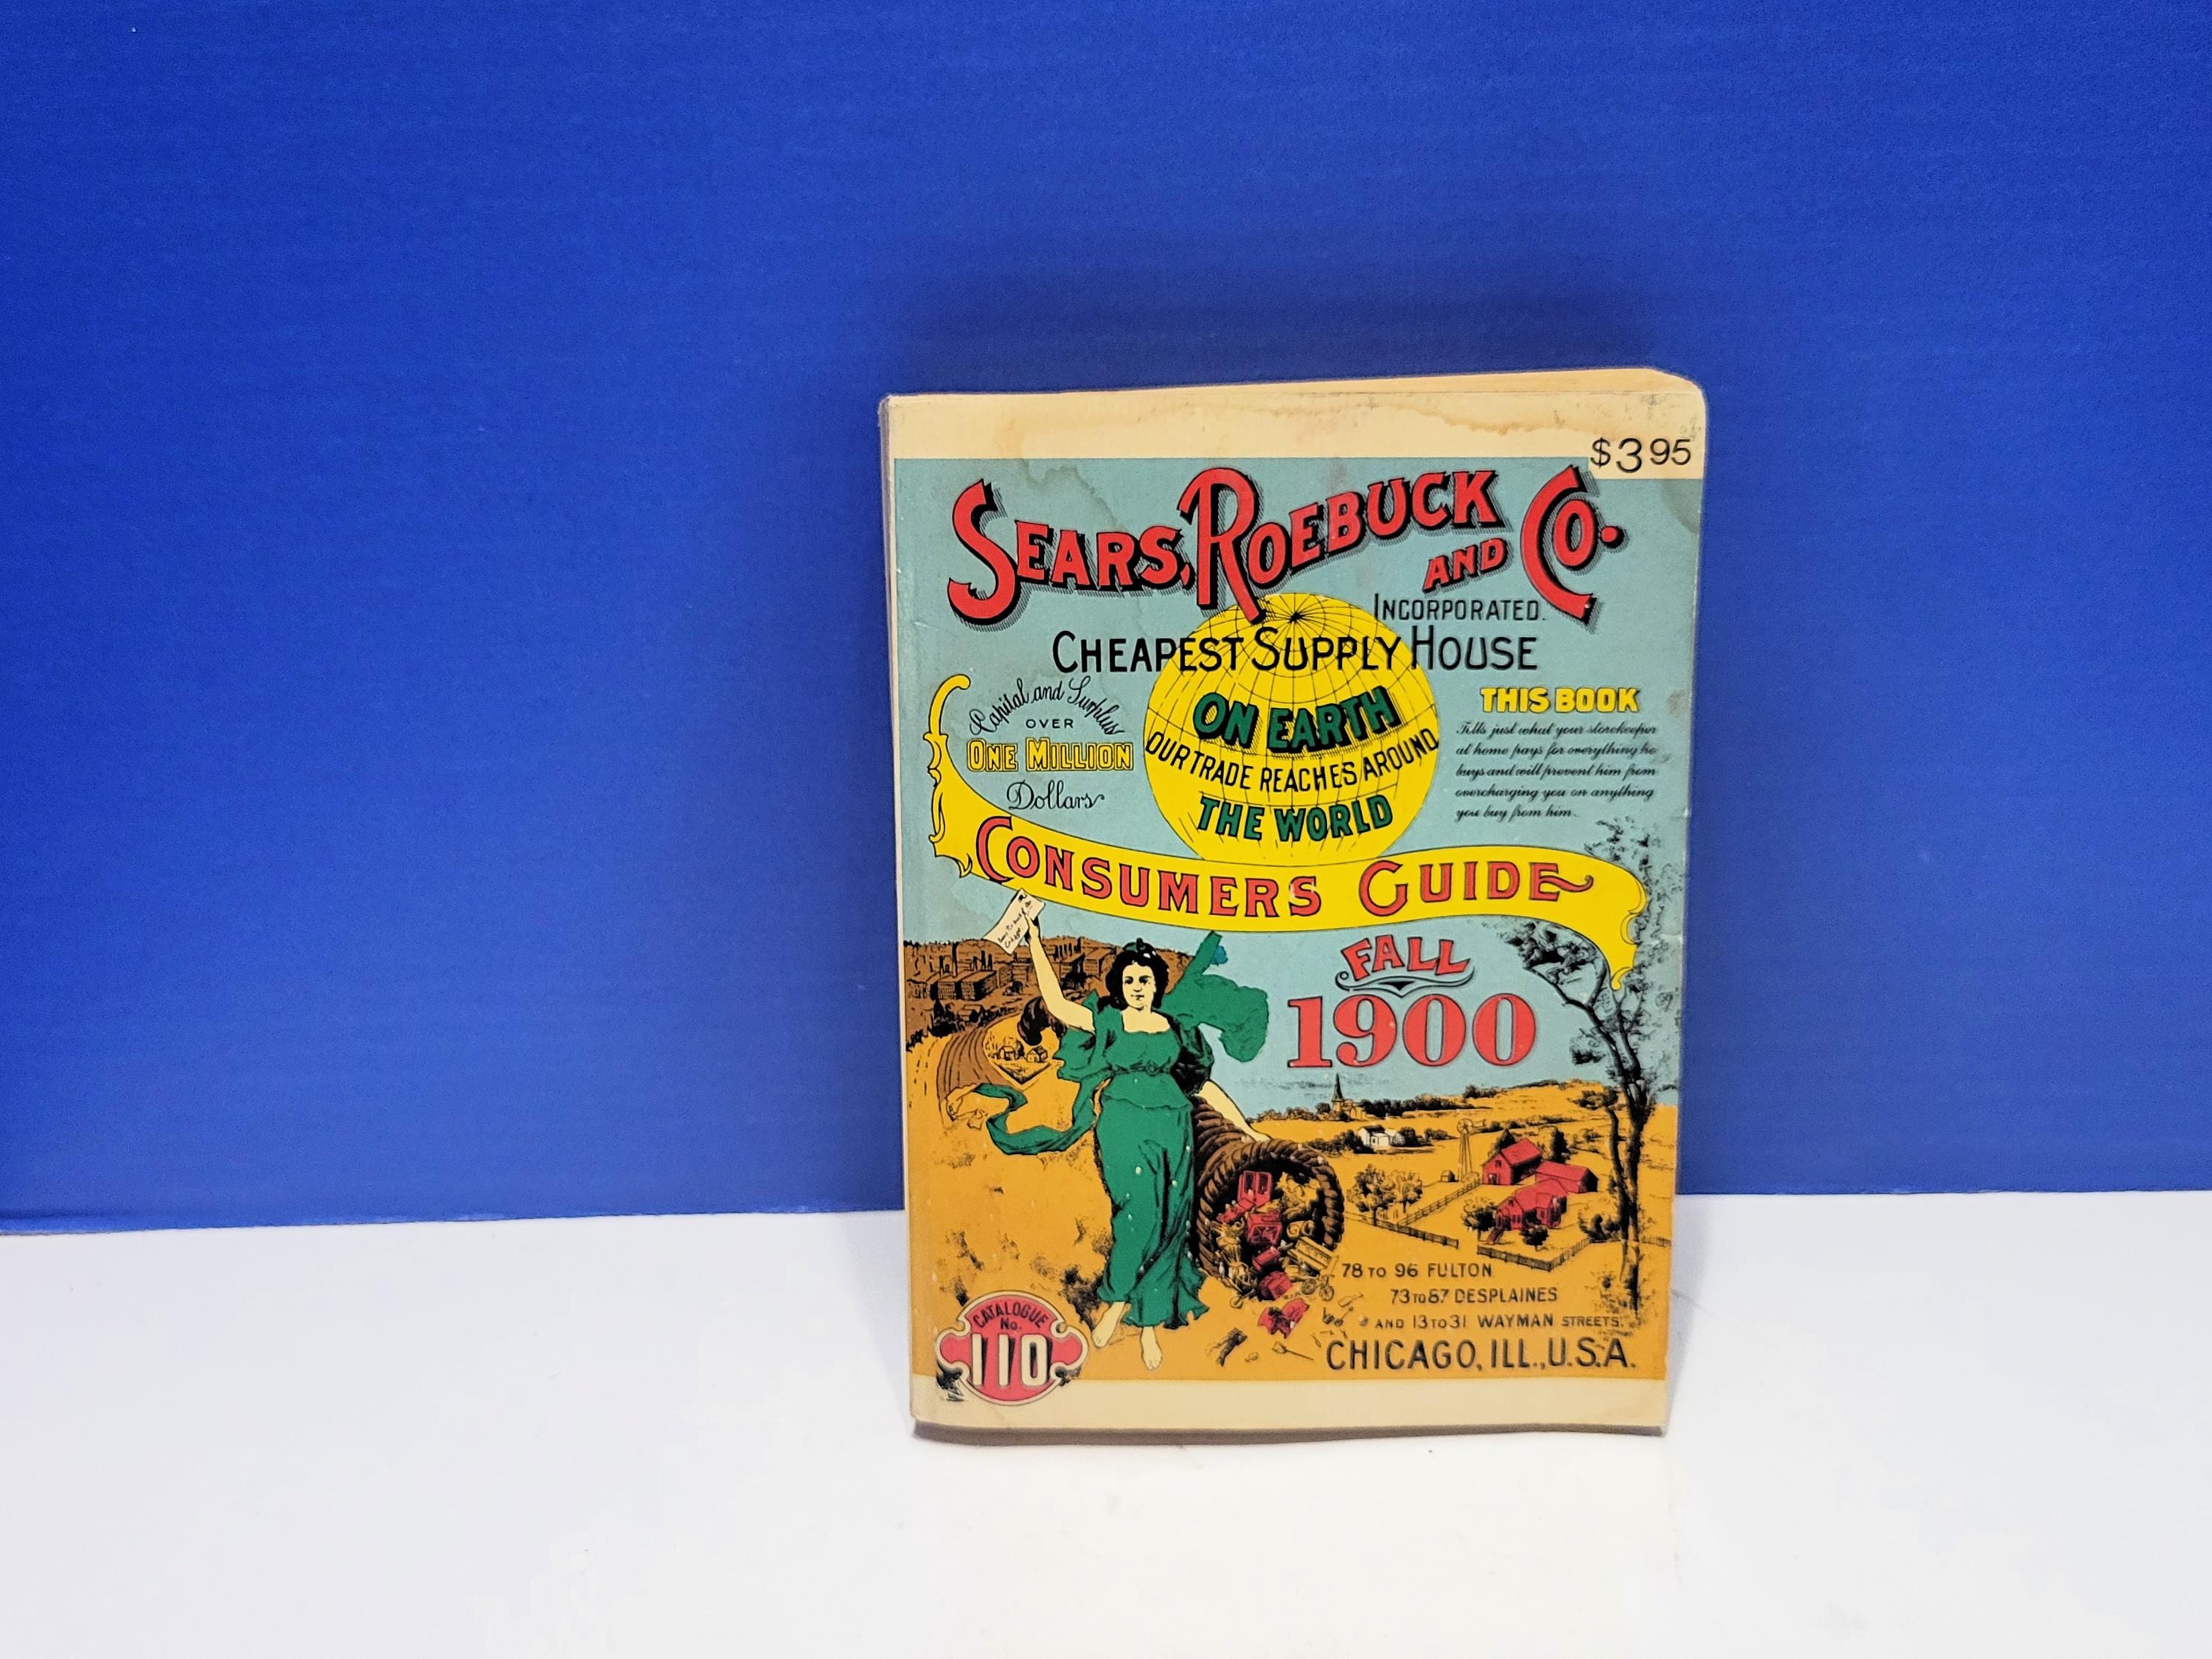 $3.95
SEARS, ROEBUCK AND CO.
INCORPORATED.
CHEAPEST SUPPLY HOUSE
ON EARTH
OUR TRADE REACHES AROUND
THE WORLD
Capital and Surplus
OVER
ONE MILLION
Dollars
THIS BOOK
Tells just what your storekeeper
at home pays for everything he
buys and will prevent him from
overcharging you on anything
you buy from him.
CONSUMERS GUIDE
FALL
1900
78 TO 96 FULTON
73 TO 87 DESPLAINES
AND 13 TO 31 WAYMAN STREETS.
CHICAGO, ILL., U.S.A.
CATALOGUE
No.
110